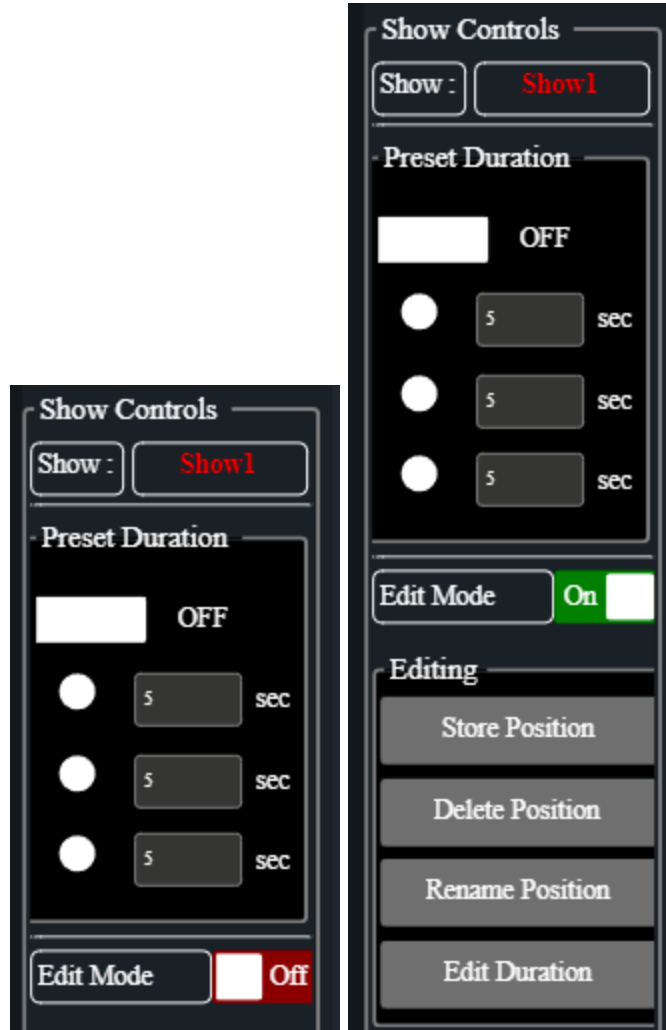 Show Controls
Show : Show1
Preset Duration
OFF
5 sec
5 sec
5 sec
Edit Mode Off
Show Controls
Show : Show1
Preset Duration
OFF
5 sec
5 sec
5 sec
Edit Mode On
Editing
Store Position
Delete Position
Rename Position
Edit Duration